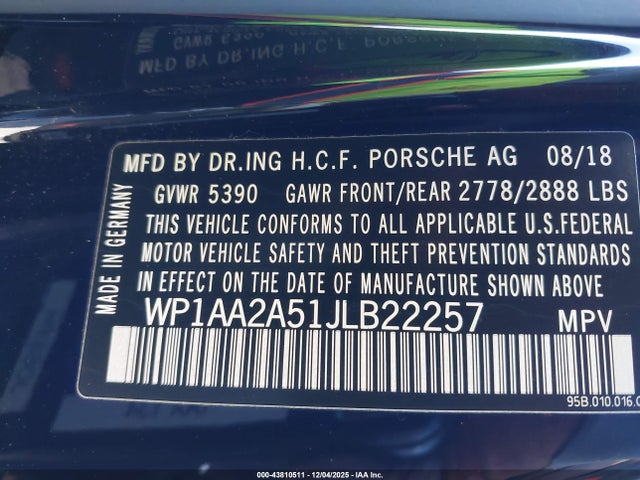 MFD BY DR.ING H.C.F. PORSCHE AG 08/18
GVWR 5390 GAWR FRONT/REAR 2778/2888 LBS
THIS VEHICLE CONFORMS TO ALL APPLICABLE U.S.FEDERAL
MOTOR VEHICLE SAFETY AND THEFT PREVENTION STANDARDS
IN EFFECT ON THE DATE OF MANUFACTURE SHOWN ABOVE.
WP1AA2A51JLB22257 MPV
MADE IN GERMANY
95B.010.016.
000-43810511 - 12/04/2025 - IAA Inc.